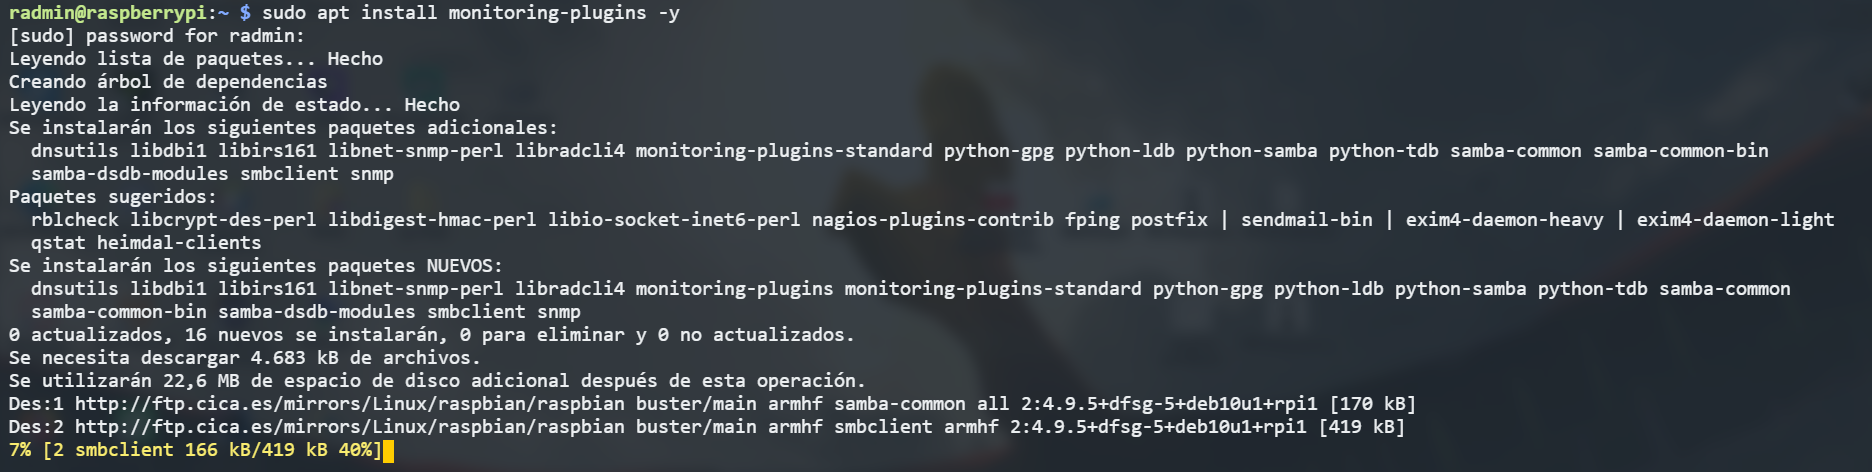 radmin@raspberrypi:~ $ sudo apt install monitoring-plugins -y
[sudo] password for radmin:
Leyendo lista de paquetes... Hecho
Creando árbol de dependencias
Leyendo la información de estado... Hecho
Se instalarán los siguientes paquetes adicionales:
  dnsutils libdbi1 libirs161 libnet-snmp-perl libradcli4 monitoring-plugins-standard python-gpg python-ldb python-samba python-tdb samba-common samba-common-bin
  samba-dsdb-modules smbclient snmp
Paquetes sugeridos:
  rblcheck libcrypt-des-perl libdigest-hmac-perl libio-socket-inet6-perl nagios-plugins-contrib fping postfix | sendmail-bin | exim4-daemon-heavy | exim4-daemon-light
  qstat heimdal-clients
Se instalarán los siguientes paquetes NUEVOS:
  dnsutils libdbi1 libirs161 libnet-snmp-perl libradcli4 monitoring-plugins monitoring-plugins-standard python-gpg python-ldb python-samba python-tdb samba-common
  samba-common-bin samba-dsdb-modules smbclient snmp
0 actualizados, 16 nuevos se instalarán, 0 para eliminar y 0 no actualizados.
Se necesita descargar 4.683 kB de archivos.
Se utilizarán 22,6 MB de espacio de disco adicional después de esta operación.
Des:1 http://ftp.cica.es/mirrors/Linux/raspbian/raspbian buster/main armhf samba-common all 2:4.9.5+dfsg-5+deb10u1+rpi1 [170 kB]
Des:2 http://ftp.cica.es/mirrors/Linux/raspbian/raspbian buster/main armhf smbclient armhf 2:4.9.5+dfsg-5+deb10u1+rpi1 [419 kB]
7% [2 smbclient 166 kB/419 kB 40%]